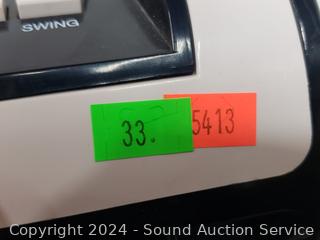 SWING
33. 5413
Copyright © 2024 - Sound Auction Service